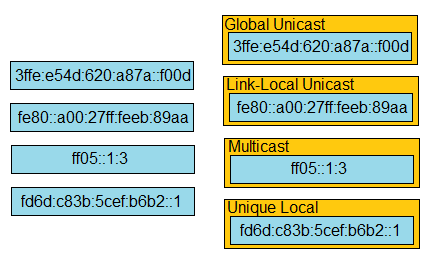 3ffe:e54d:620:a87a::f00d
fe80::a00:27ff:feeb:89aa
ff05::1:3
fd6d:c83b:5cef:b6b2::1
Global Unicast
3ffe:e54d:620:a87a::f00d
Link-Local Unicast
fe80::a00:27ff:feeb:89aa
Multicast
ff05::1:3
Unique Local
fd6d:c83b:5cef:b6b2::1